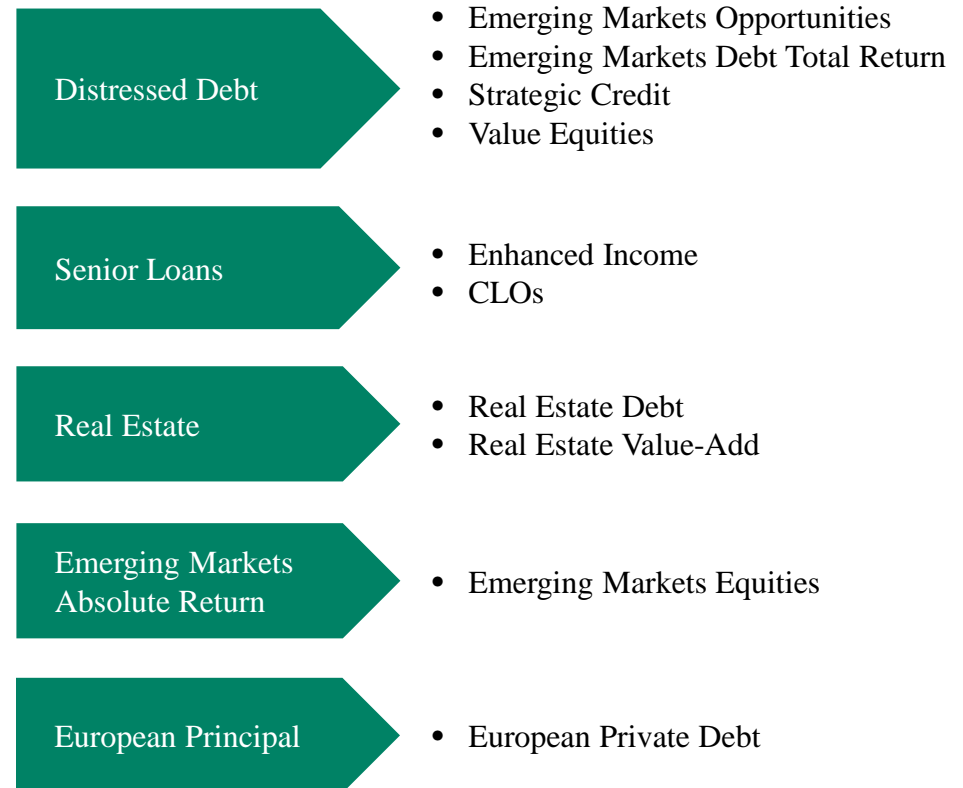 Distressed Debt
• Emerging Markets Opportunities
• Emerging Markets Debt Total Return
• Strategic Credit
• Value Equities
Senior Loans
• Enhanced Income
• CLOs
Real Estate
• Real Estate Debt
• Real Estate Value-Add
Emerging Markets
Absolute Return
• Emerging Markets Equities
European Principal
• European Private Debt